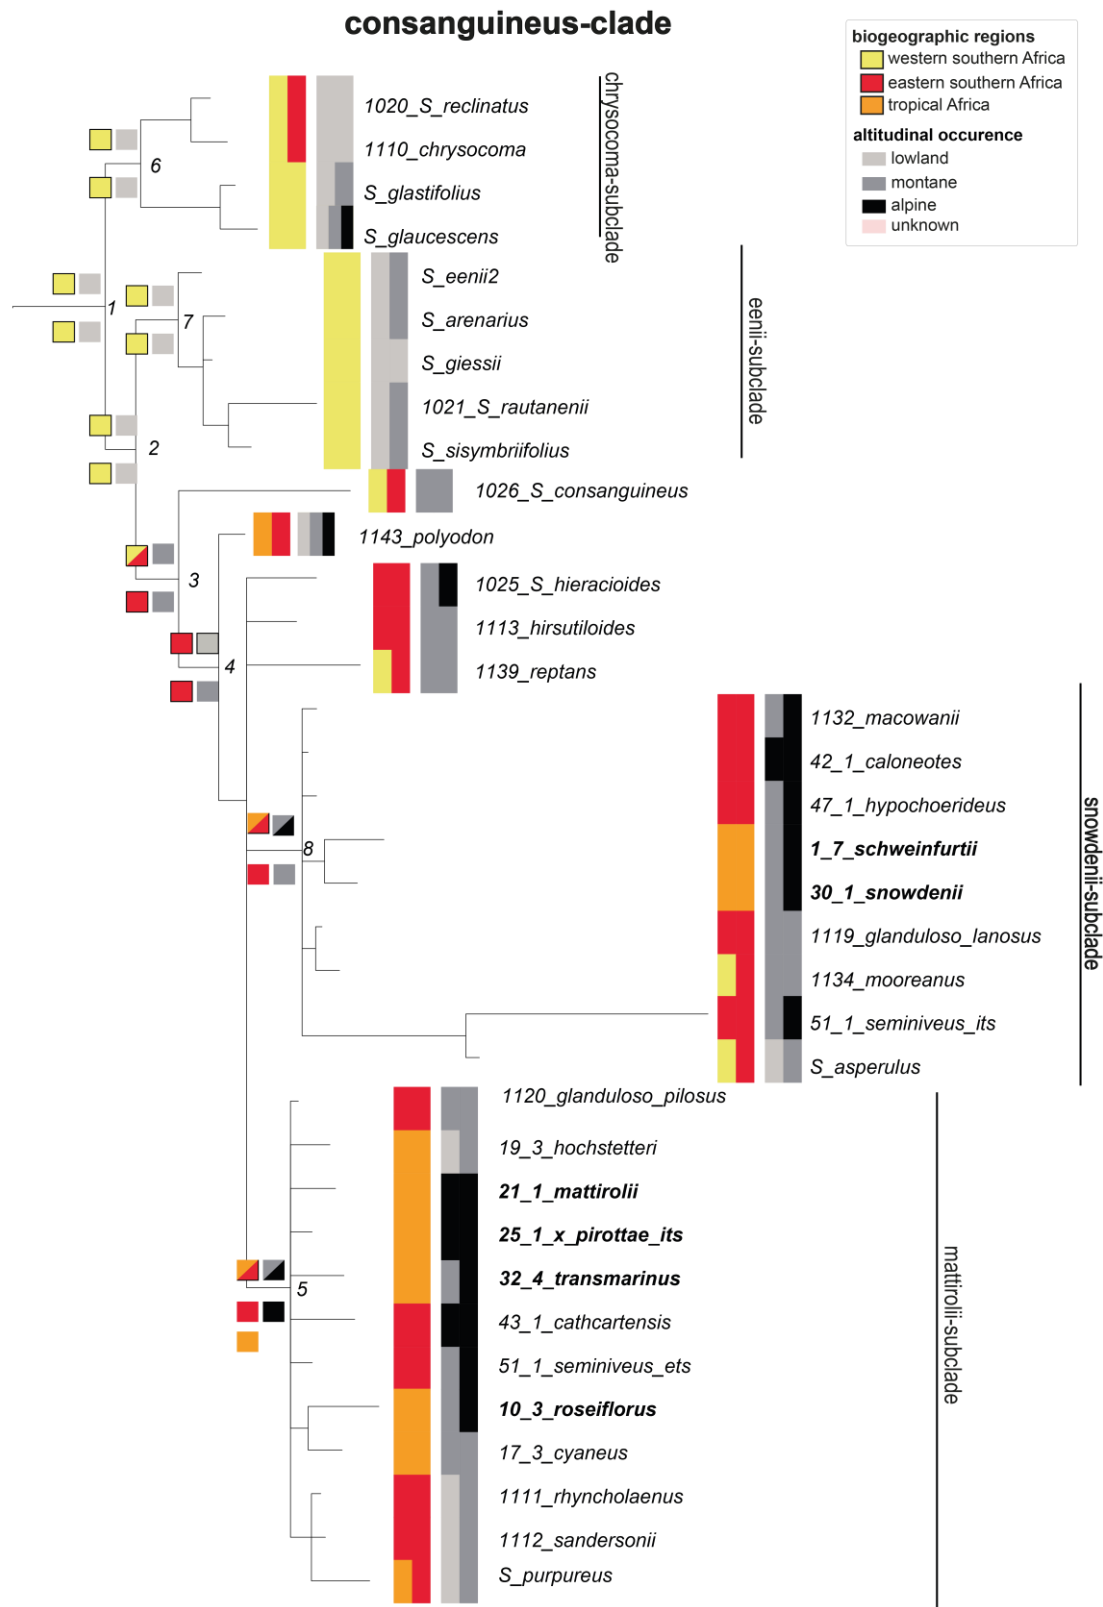 consanguineus-clade
biogeographic regions
western southern Africa
eastern southern Africa
tropical Africa
altitudinal occurence
lowland
montane
alpine
unknown
1020_S_reclinatus
1110_chrysocoma
S_glastifolius
S_glaucescens
chrysocoma-subclade
6
1
7
2
S_eenii2
S_arenarius
S_giessii
1021_S_rautanenii
S_sisymbriifolius
eenii-subclade
1026_S_consanguineus
1143_polyodon
3
1025_S_hieracioides
1113_hirsutiloides
1139_reptans
4
1132_macowanii
42_1_caloneotes
47_1_hypochoerideus
1_7_schweinfurtii
30_1_snowdenii
1119_glanduloso_lanosus
1134_mooreanus
51_1_seminiveus_its
S_asperulus
snowdenii-subclade
8
1120_glanduloso_pilosus
19_3_hochstetteri
21_1_mattirolii
25_1_x_pirottae_its
32_4_transmarinus
43_1_cathcartensis
51_1_seminiveus_ets
10_3_roseiflorus
17_3_cyaneus
1111_rhyncholaenus
1112_sandersonii
S_purpureus
mattirolii-subclade
5